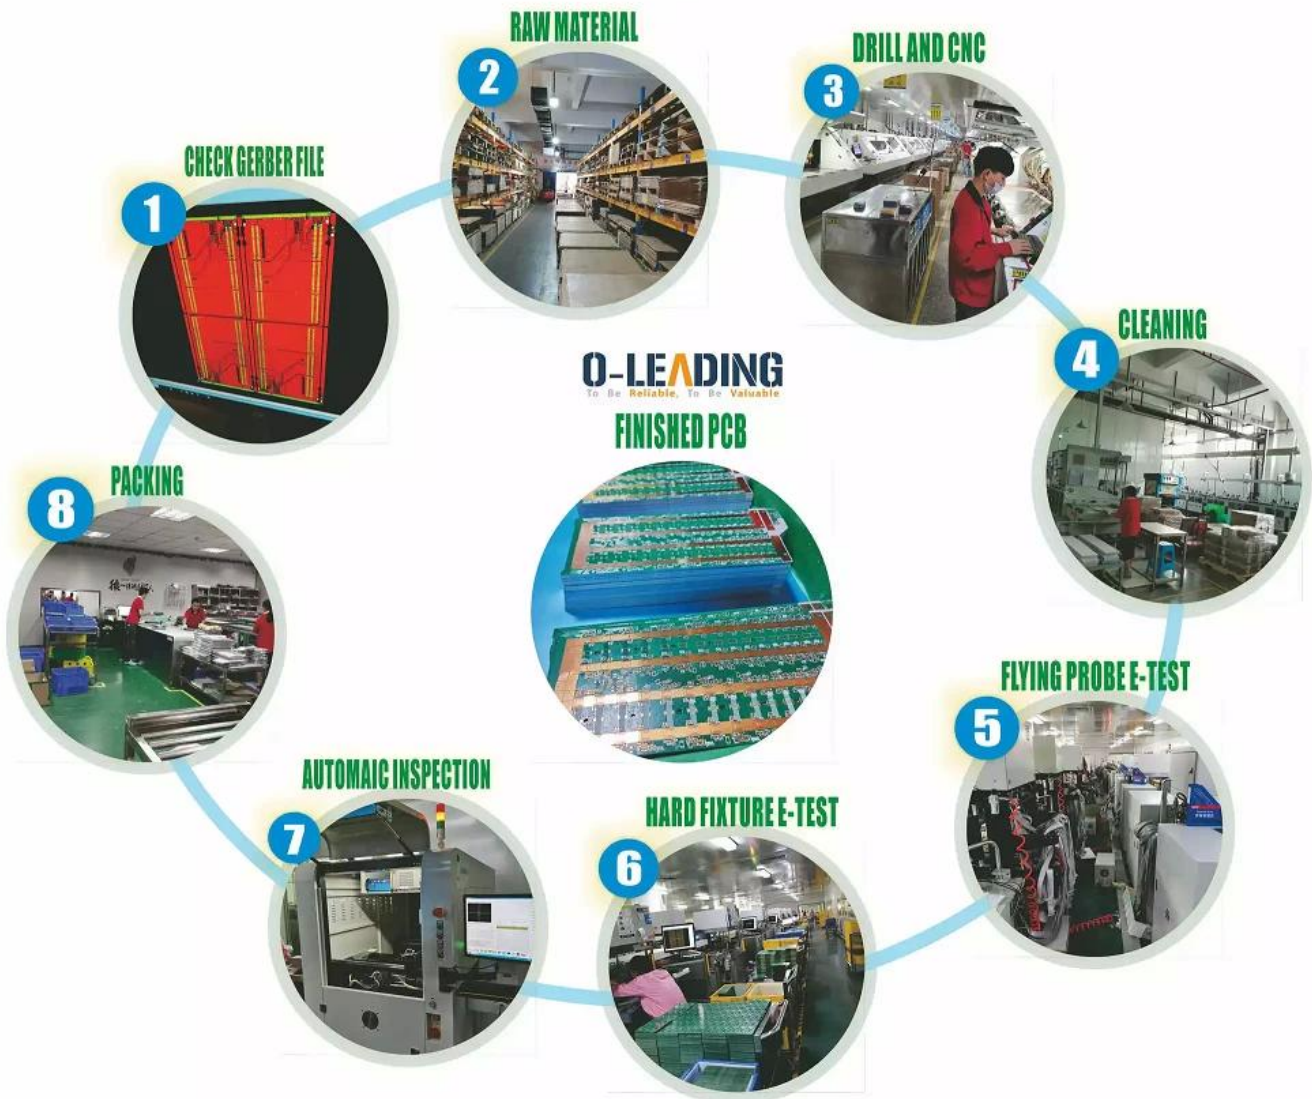 RAW MATERIAL
2
DRILL AND CNC
3
CHECK GERBER FILE
1
CLEANING
4
O-LEADING
To Be Reliable, To Be Valuable
FINISHED PCB
PACKING
8
FLYING PROBE E-TEST
5
AUTOMAIC INSPECTION
7
HARD FIXTURE E-TEST
6